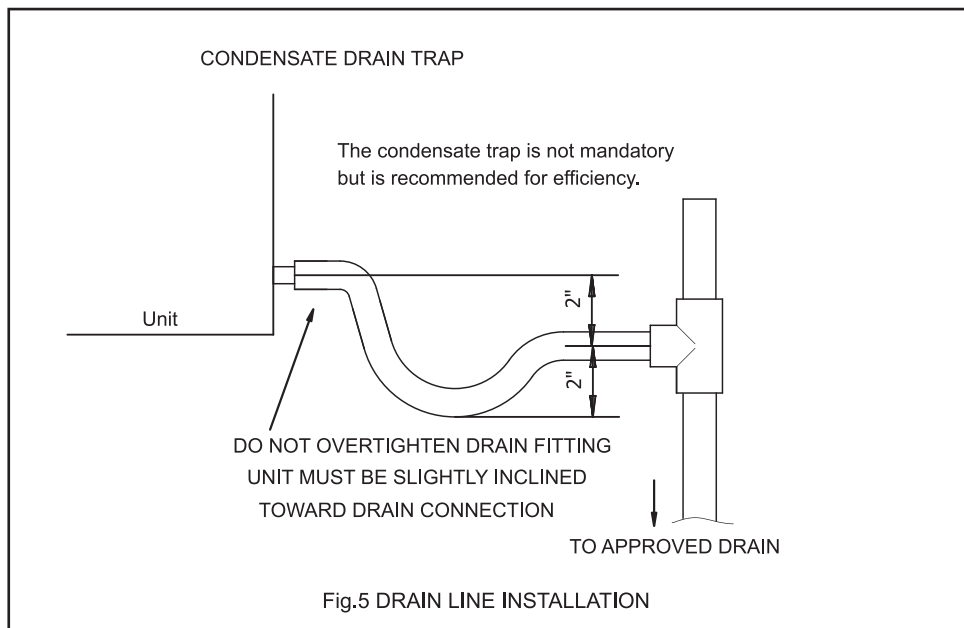 CONDENSATE DRAIN TRAP
The condensate trap is not mandatory
but is recommended for efficiency.
2"
Unit
2"
DO NOT OVERTIGHTEN DRAIN FITTING
UNIT MUST BE SLIGHTLY INCLINED
TOWARD DRAIN CONNECTION
TO APPROVED DRAIN
Fig.5 DRAIN LINE INSTALLATION